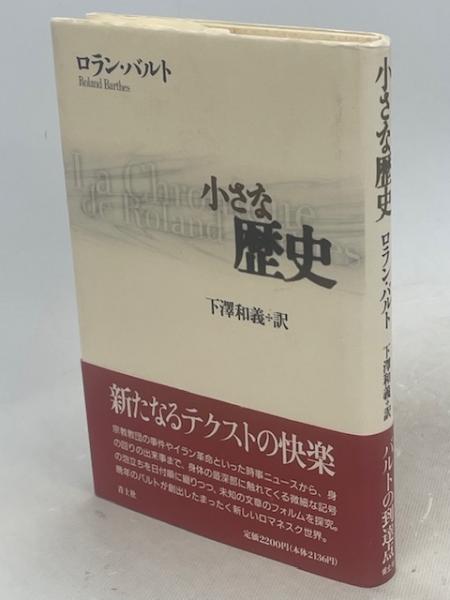 ロラン・バルト
Roland Barthes
La Chronique
de Roland Barthes
小さな
歴史
下澤和義÷訳
新たなるテクストの快楽
宗教教団の事件やイラン革命といった時事ニュースから、身
の回りの出来事まで、身体の最深部に触れてくる微細な記号
の泡立ちを日付順に綴りつつ、未知の文章のフォルムを探究。
晩年のバルトが創出したまったく新しいロマネスク世界。
青土社
定価2200円(本体2136円)
小さな歴史 ロラン・バルト 下澤和義÷訳
バルトの到達点
青土社